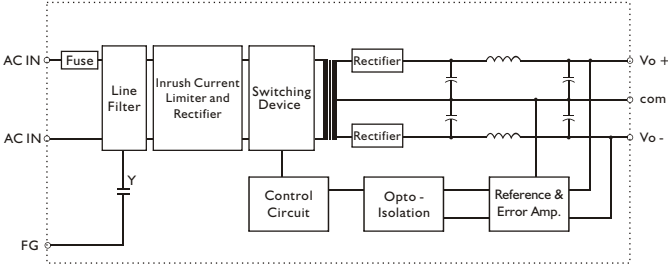 AC IN
Fuse
Line
Filter
Inrush Current
Limiter and
Rectifier
Switching
Device
Rectifier
Vo +
com
AC IN
Rectifier
Vo -
Y
Control
Circuit
Opto -
Isolation
Reference &
Error Amp.
FG